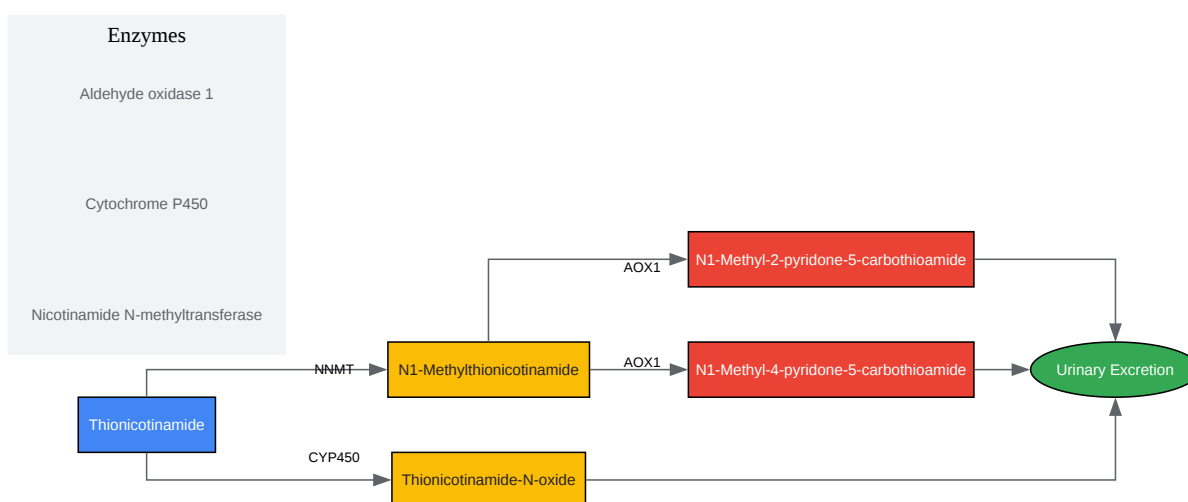 Enzymes
Aldehyde oxidase 1
Cytochrome P450
Nicotinamide N-methyltransferase
N1-Methyl-2-pyridone-5-carbothioamide
AOX1
NNMT
N1-Methylthionicotinamide
AOX1
N1-Methyl-4-pyridone-5-carbothioamide
Urinary Excretion
Thionicotinamide
CYP450
Thionicotinamide-N-oxide